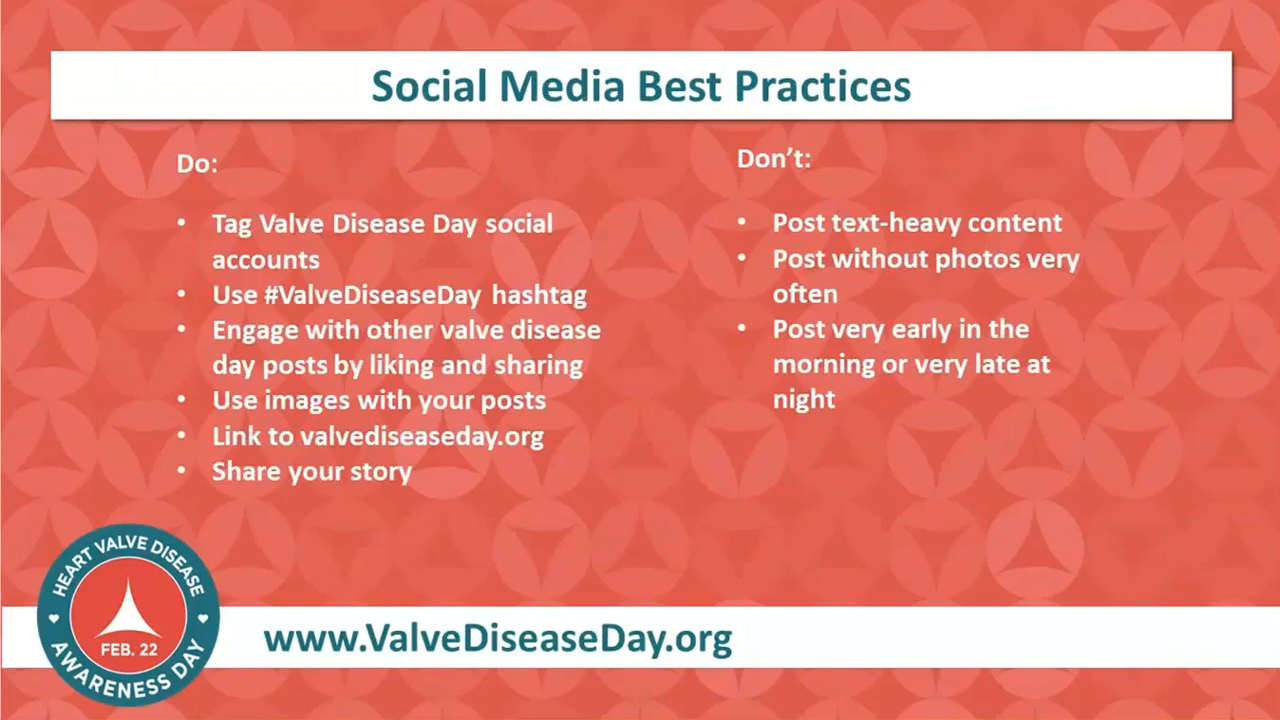 Social Media Best Practices
Do:
• Tag Valve Disease Day social
accounts
• Use #ValveDiseaseDay hashtag
• Engage with other valve disease
day posts by liking and sharing
• Use images with your posts
• Link to valvediseaseday.org
• Share your story
Don’t:
• Post text-heavy content
• Post without photos very
often
• Post very early in the
morning or very late at
night
HEART VALVE DISEASE
FEB. 22
AWARENESS DAY
www.ValveDiseaseDay.org